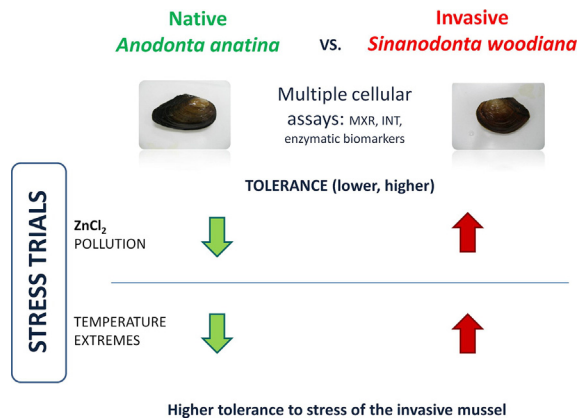 Native
Anodonta anatina
vs.
Invasive
Sinanodonta woodiana
Multiple cellular
assays: MXR, INT,
enzymatic biomarkers
TOLERANCE (lower, higher)
STRESS TRIALS
ZnCl₂
POLLUTION
TEMPERATURE
EXTREMES
Higher tolerance to stress of the invasive mussel